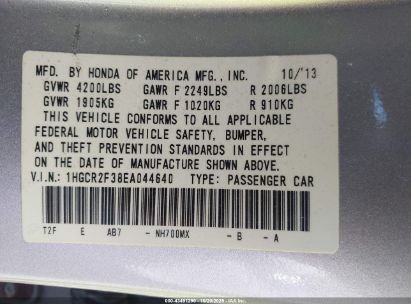 MFD. BY HONDA OF AMERICA MFG., INC. 10/'13
GVWR 4200LBS GAWR F 2249LBS R 2006LBS
GVWR 1905KG GAWR F 1020KG R 910KG
THIS VEHICLE CONFORMS TO ALL APPLICABLE
FEDERAL MOTOR VEHICLE SAFETY, BUMPER,
AND THEFT PREVENTION STANDARDS IN EFFECT
ON THE DATE OF MANUFACTURE SHOWN ABOVE.
V.I.N.: 1HGCR2F38EA044640 TYPE: PASSENGER CAR
T2F E AB7 - NH700MX - B - A